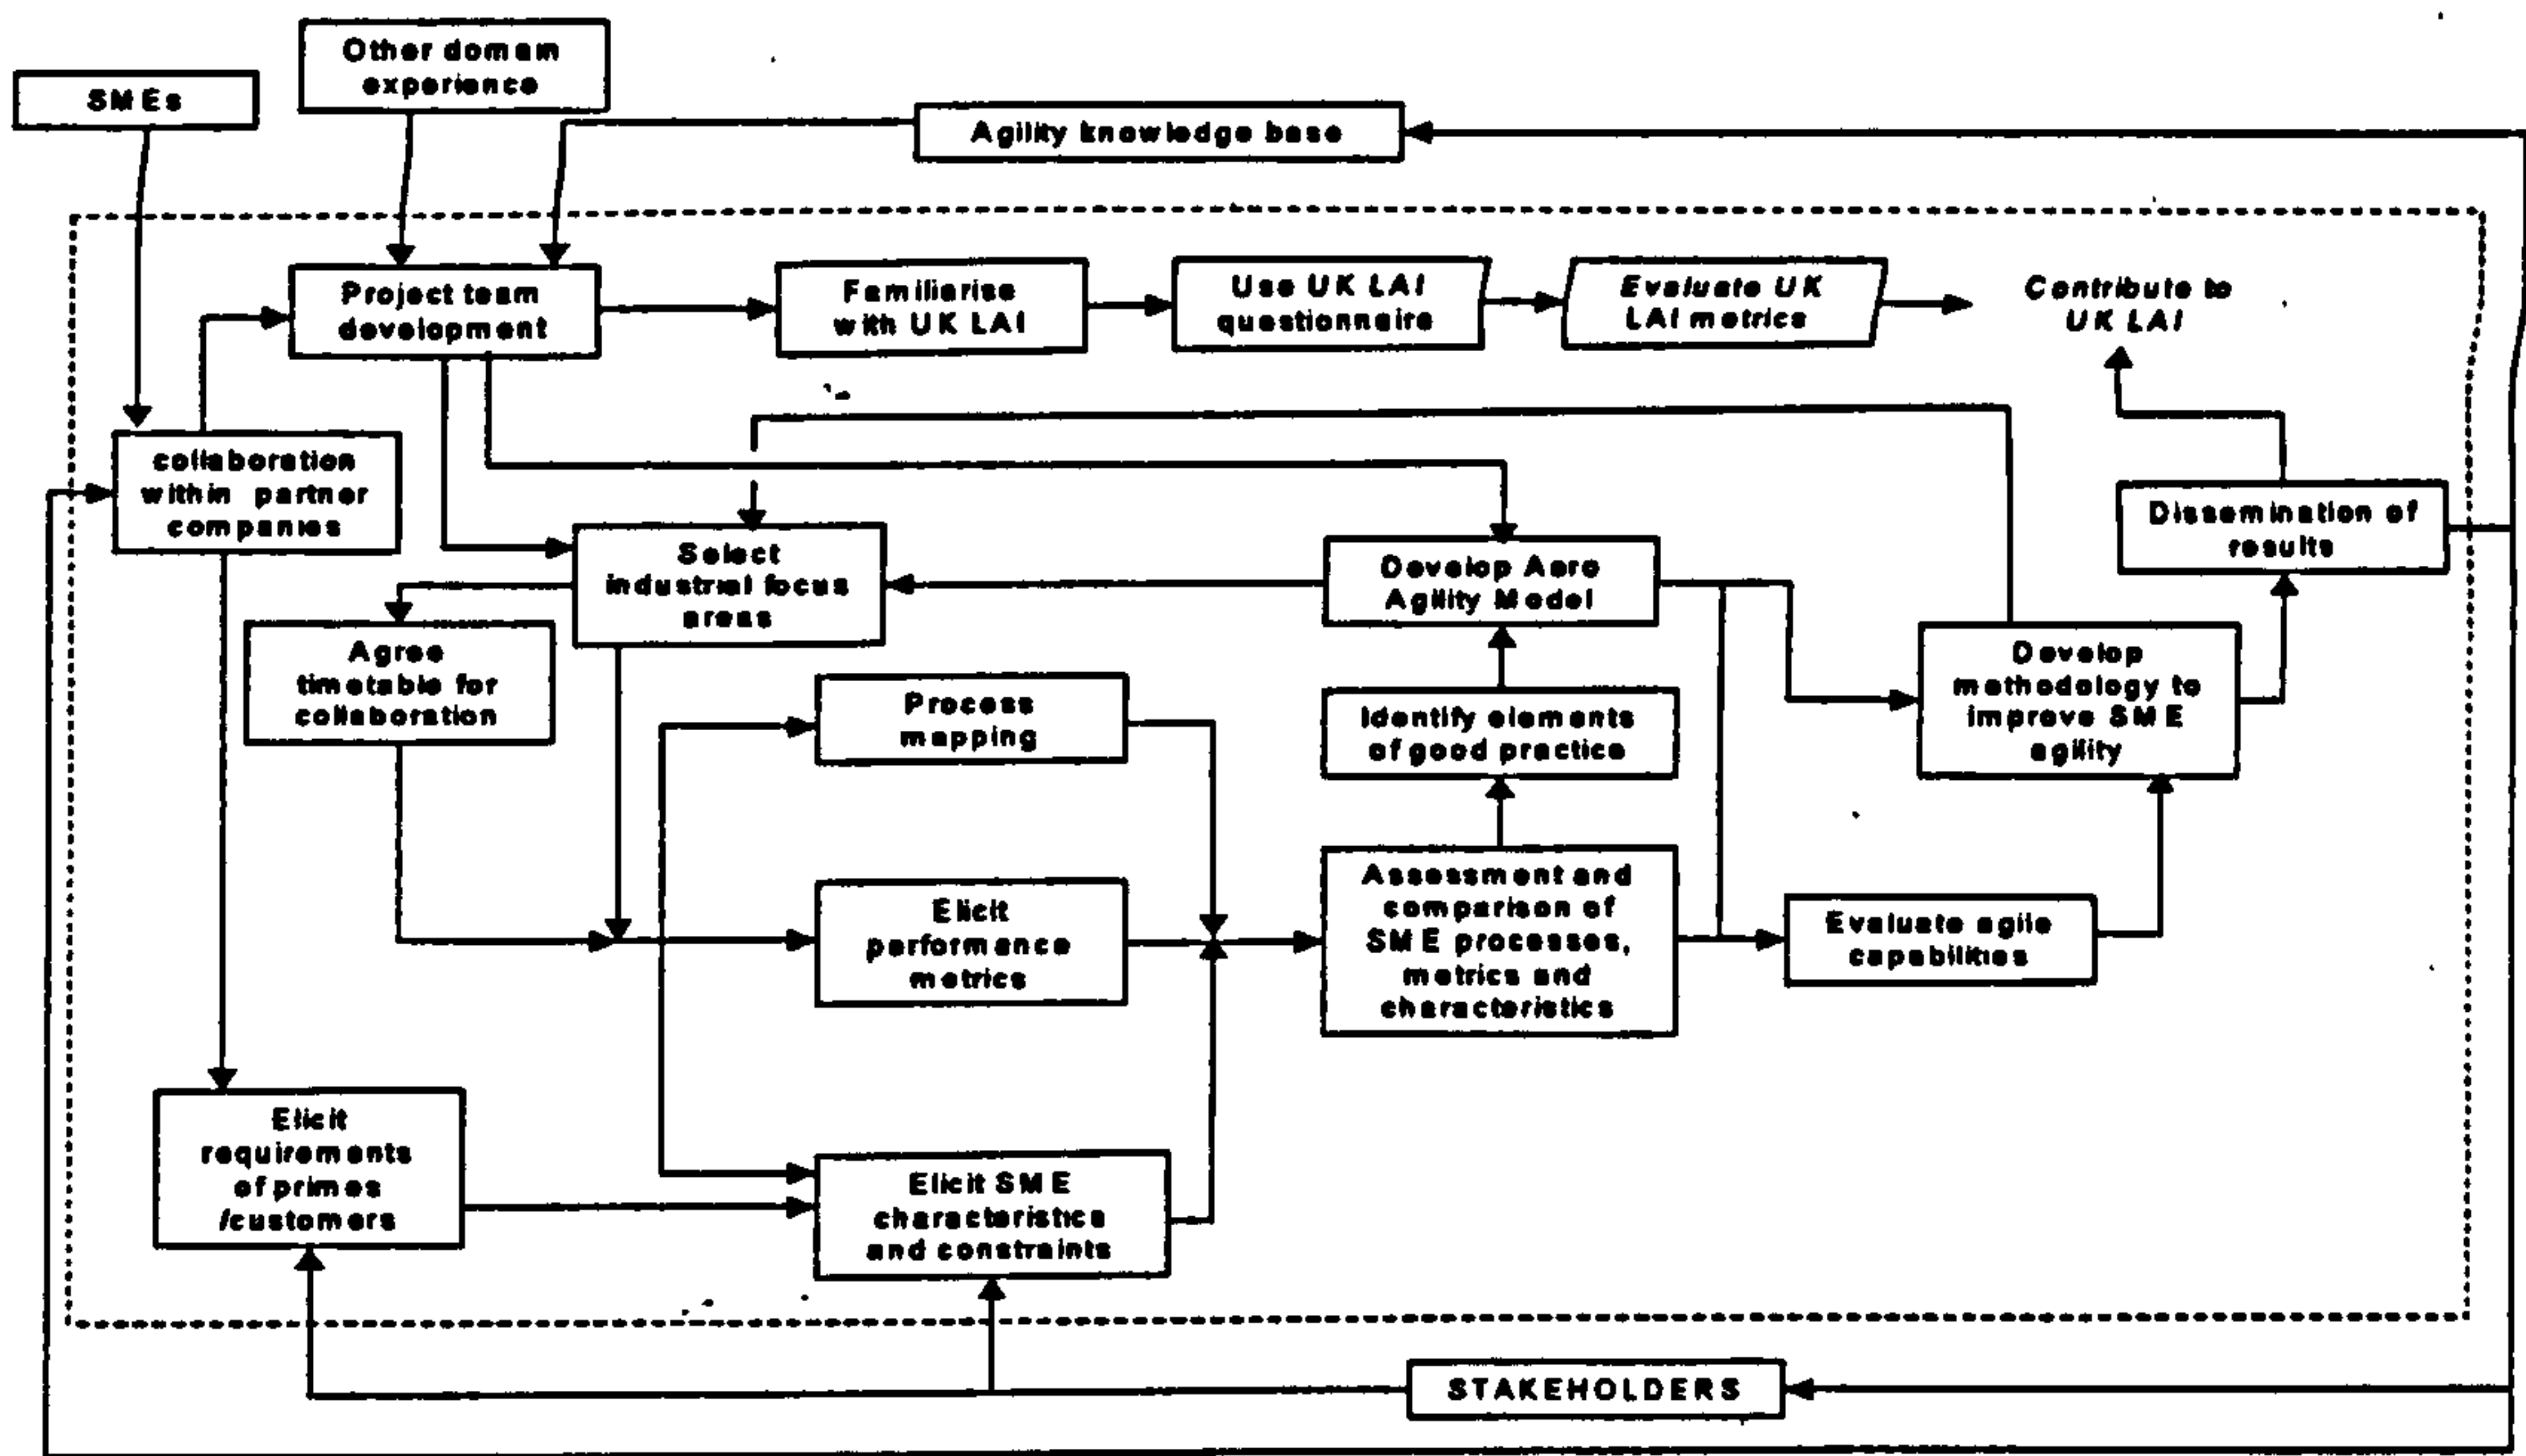 Other domain
experience
SMEs
Agility knowledge base
Project team
development
Familiarise
with UK LAI
Use UK LAI
questionnaire
Evaluate UK
LAI metrics
Contribute to
UK LAI
collaboration
within partner
companies
Select
industrial focus
areas
Develop Aero
Agility Model
Dissemination of
results
Agree
timetable for
collaboration
Process
mapping
Identify elements
of good practice
Develop
methodology to
improve SME
agility
Elicit
performance
metrics
Assessment and
comparison of
SME processes,
metrics and
characteristics
Evaluate agile
capabilities
Elicit
requirements
of primes
/customers
Elicit SME
characteristics
and constraints
STAKEHOLDERS